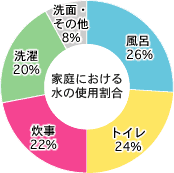 洗面・
その他
8%
風呂
26%
洗濯
20%
家庭における
水の使用割合
炊事
22%
トイレ
24%